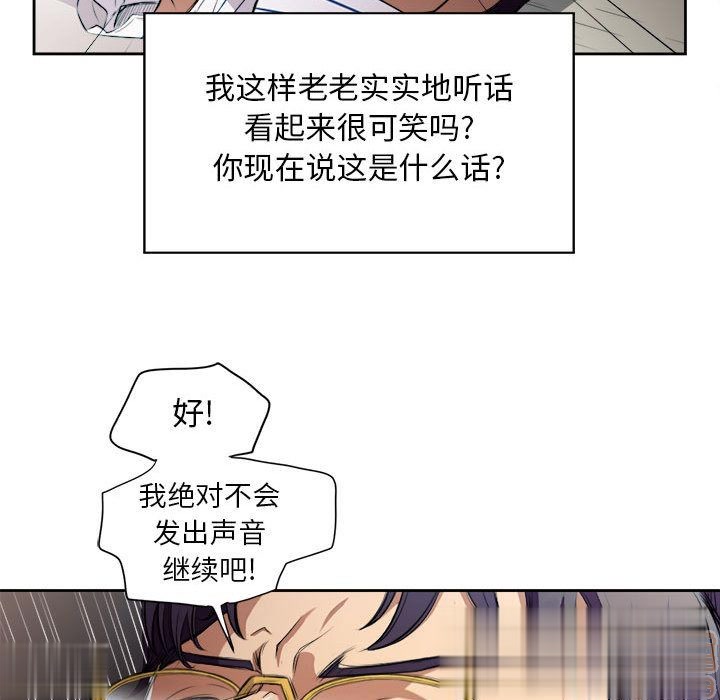 我这样老老实实地听话
看起来很可笑吗?
你现在说这是什么话?
好!
我绝对不会
发出声音
继续吧!